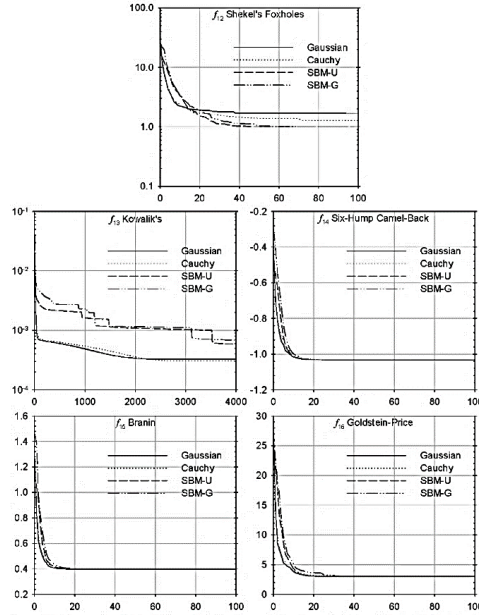 f12 Shekel's Foxholes
100.0
10.0
1.0
0.1
Gaussian
Cauchy
SBM-U
SBM-G
0 20 40 60 80 100
f13 Kowalik's
10-1
10-2
10-3
10-4
Gaussian
Cauchy
SBM-U
SBM-G
0 1000 2000 3000 4000
f14 Six-Hump Camel-Back
-0.2
-0.4
-0.6
-0.8
-1.0
-1.2
Gaussian
Cauchy
SBM-U
SBM-G
0 20 40 60 80 100
f15 Branin
1.6
1.4
1.2
1.0
0.8
0.6
0.4
0.2
Gaussian
Cauchy
SBM-U
SBM-G
0 20 40 60 80 100
f16 Goldstein-Price
30
25
20
15
10
5
0
Gaussian
Cauchy
SBM-U
SBM-G
0 20 40 60 80 100